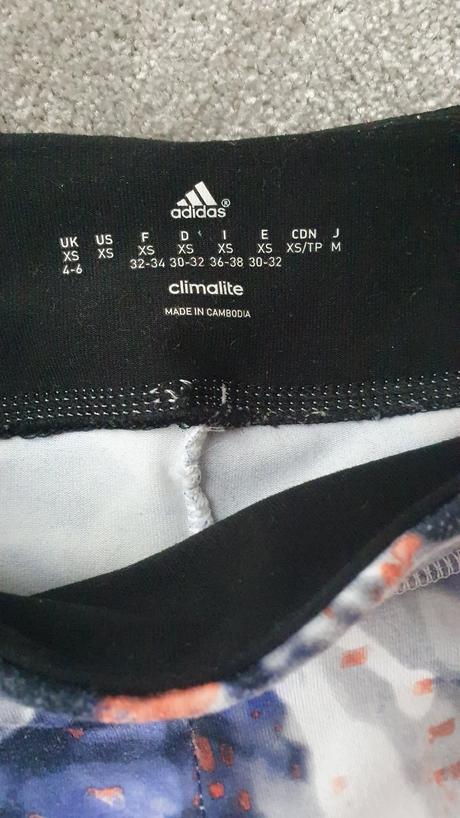 adidas®
UK US F D I E CDN J
XS XS XS XS XS XS XS/TP M
4-6 32-34 30-32 36-38 30-32
climalite
MADE IN CAMBODIA